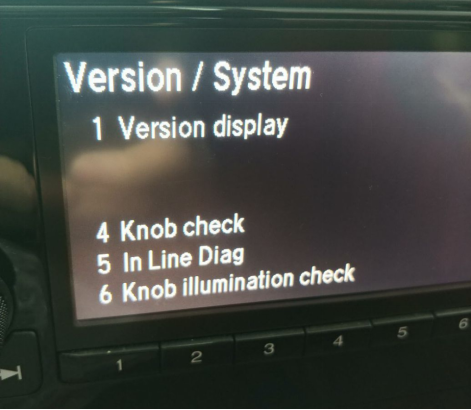 Version / System
1 Version display
4 Knob check
5 In Line Diag
6 Knob illumination check
1 2 3 4 5 6